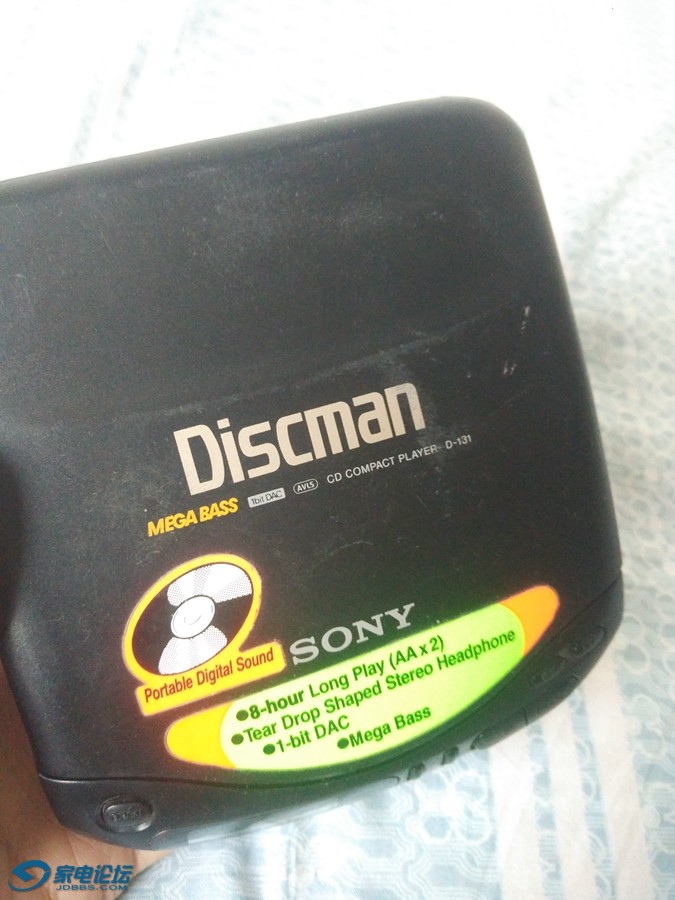 Discman
MEGA BASS 1bit DAC AVLS CD COMPACT PLAYER D-131
Portable Digital Sound
SONY
●8-hour Long Play (AA x 2)
●Tear Drop Shaped Stereo Headphone
●1-bit DAC ●Mega Bass
家电论坛
JDBBS.COM